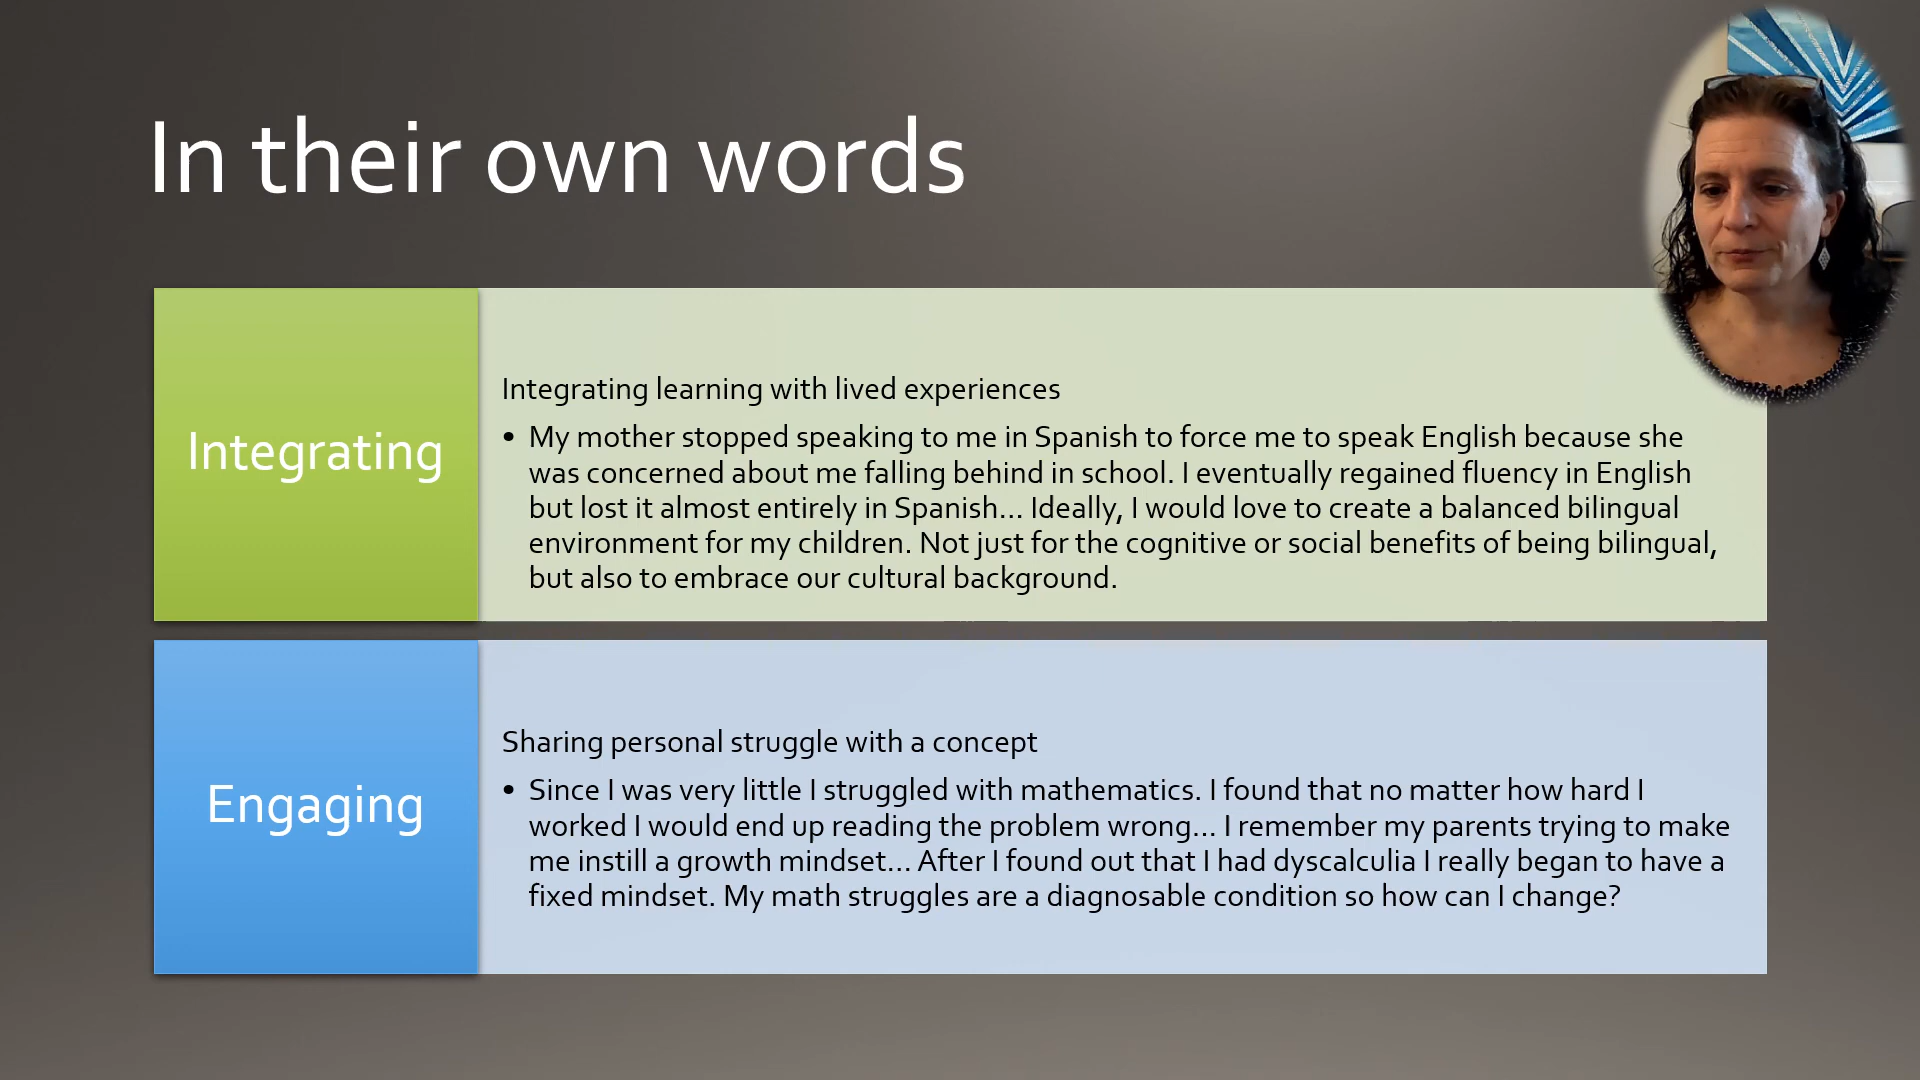 In their own words
Integrating
Integrating learning with lived experiences
• My mother stopped speaking to me in Spanish to force me to speak English because she
was concerned about me falling behind in school. I eventually regained fluency in English
but lost it almost entirely in Spanish... Ideally, I would love to create a balanced bilingual
environment for my children. Not just for the cognitive or social benefits of being bilingual,
but also to embrace our cultural background.
Engaging
Sharing personal struggle with a concept
• Since I was very little I struggled with mathematics. I found that no matter how hard I
worked I would end up reading the problem wrong... I remember my parents trying to make
me instill a growth mindset... After I found out that I had dyscalculia I really began to have a
fixed mindset. My math struggles are a diagnosable condition so how can I change?